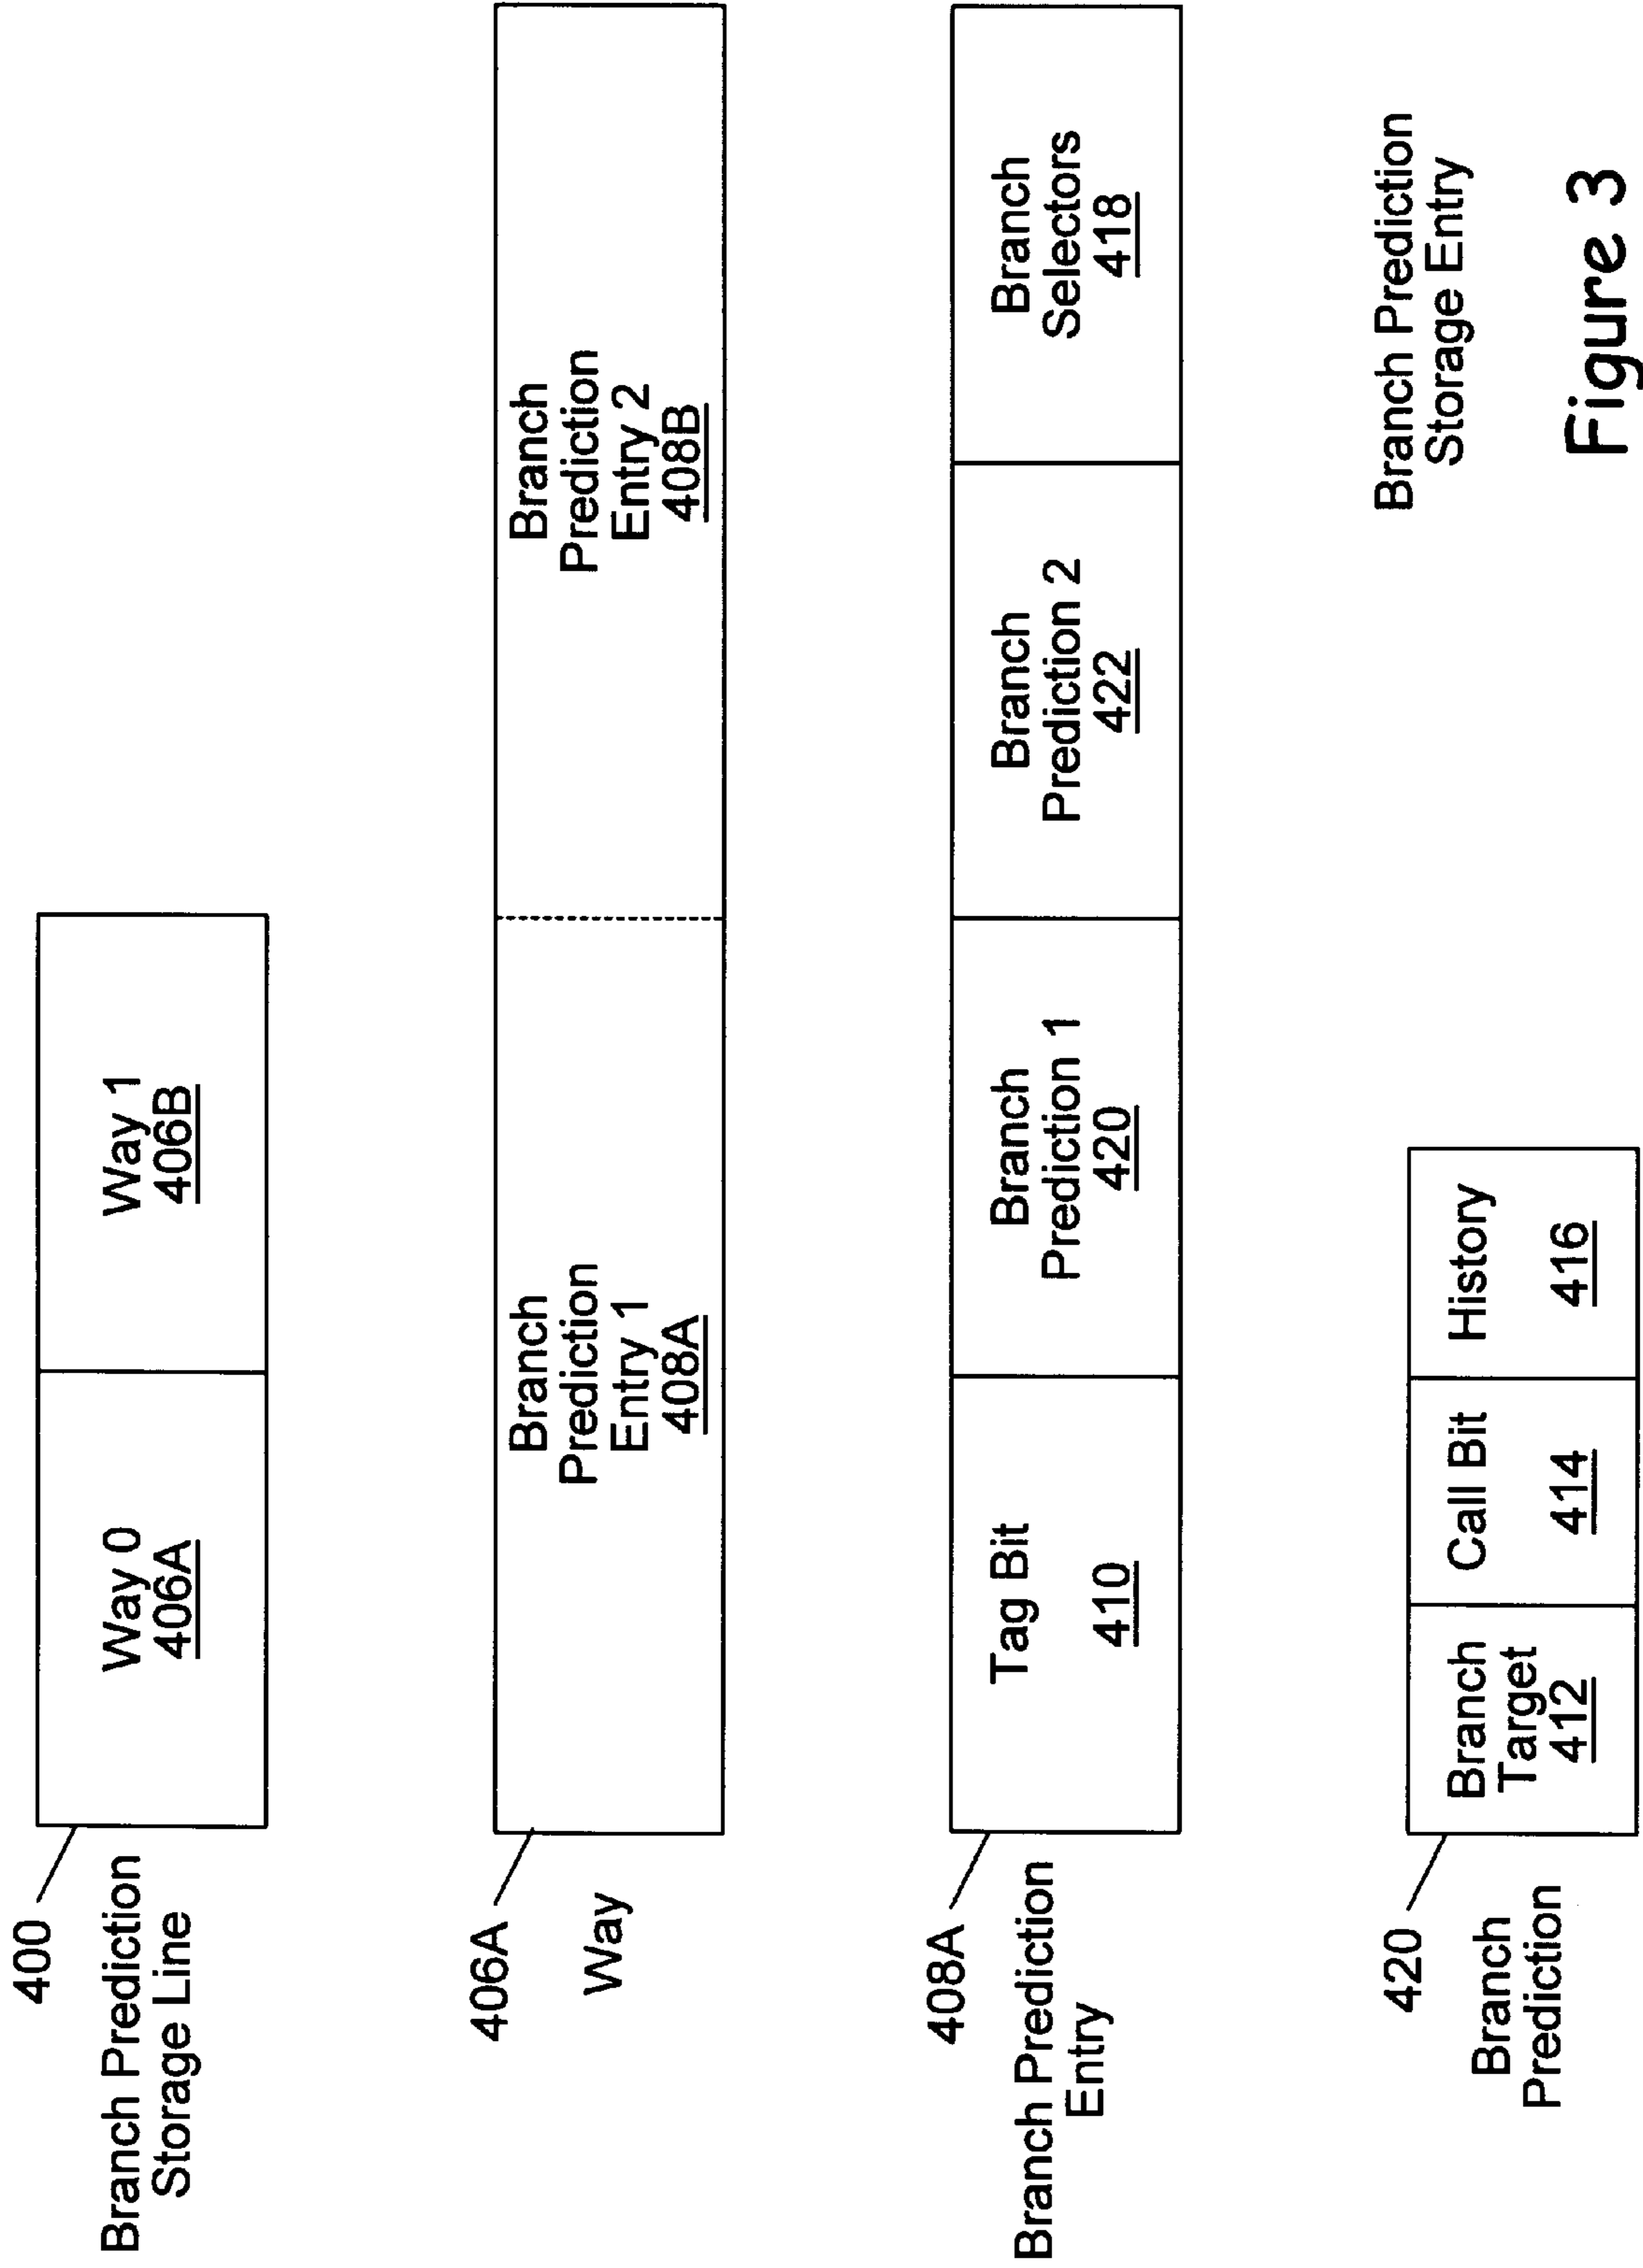 400
Branch Prediction
Storage Line
Way 0
406A
Way 1
406B
406A
Way
Branch
Prediction
Entry 1
408A
Branch
Prediction
Entry 2
408B
408A
Branch Prediction
Entry
Tag Bit
410
Branch
Prediction 1
420
Branch
Prediction 2
422
Branch
Selectors
418
420
Branch
Prediction
Branch
Target
412
Call Bit
414
History
416
Branch Prediction
Storage Entry
Figure 3